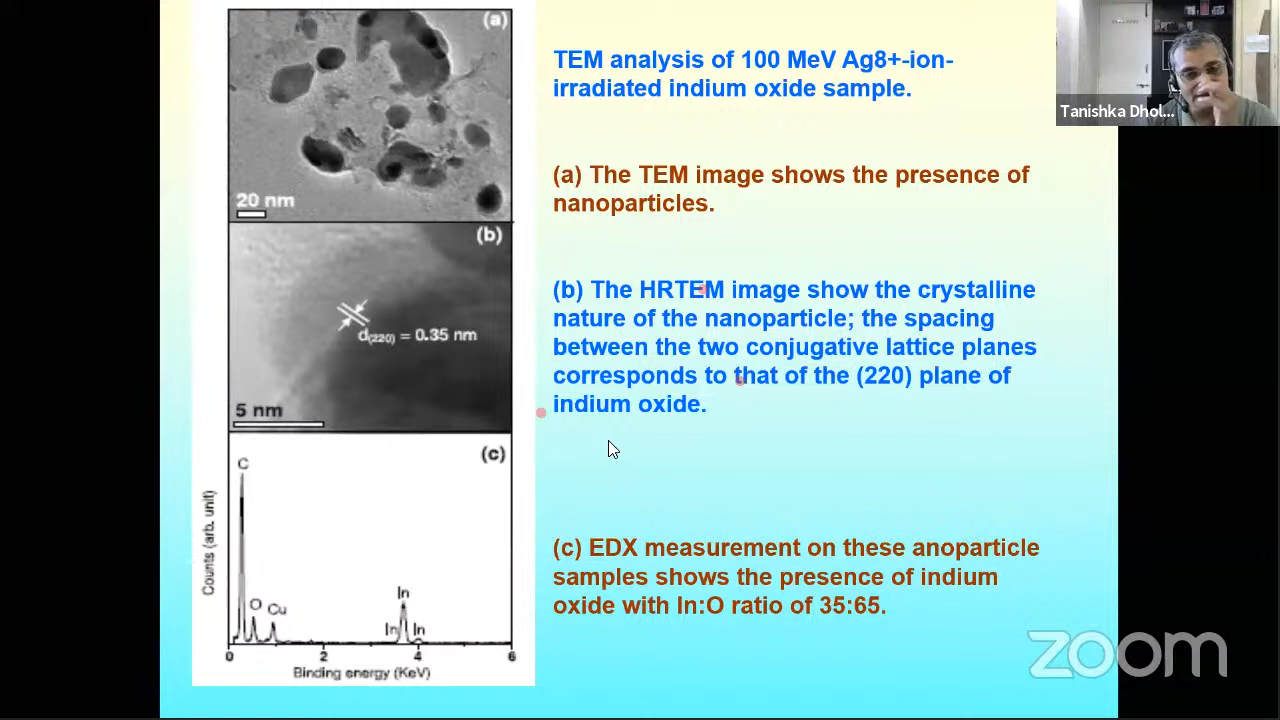 (a)
20 nm
(b)
d(220) = 0.35 nm
5 nm
(c)
C
O
Cu
In
In
In
Counts (arb. unit)
0
2
4
6
Binding energy (KeV)
TEM analysis of 100 MeV Ag8+-ion-
irradiated indium oxide sample.
(a) The TEM image shows the presence of
nanoparticles.
(b) The HRTEM image show the crystalline
nature of the nanoparticle; the spacing
between the two conjugative lattice planes
corresponds to that of the (220) plane of
indium oxide.
(c) EDX measurement on these anoparticle
samples shows the presence of indium
oxide with In:O ratio of 35:65.
Tanishka Dhol...
zoom